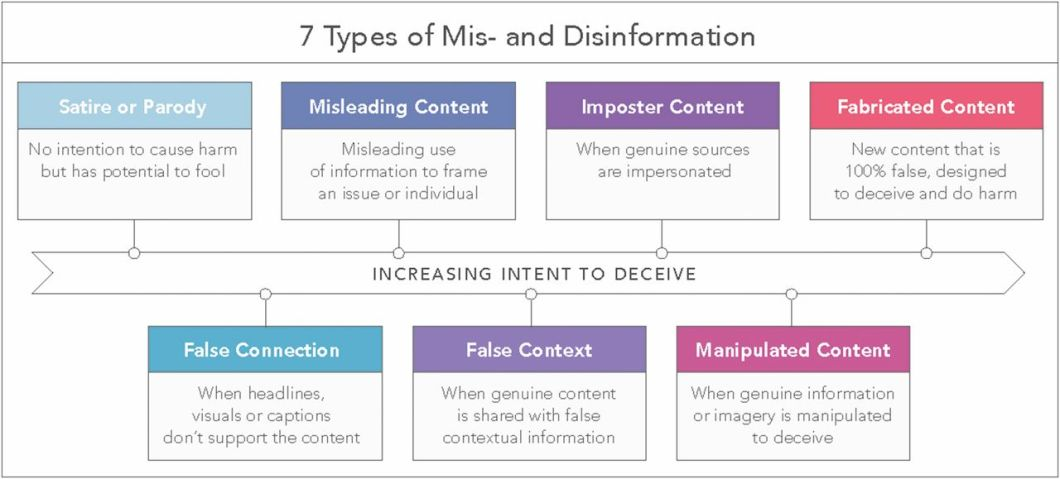 7 Types of Mis- and Disinformation
Satire or Parody
No intention to cause harm
but has potential to fool
Misleading Content
Misleading use
of information to frame
an issue or individual
Imposter Content
When genuine sources
are impersonated
Fabricated Content
New content that is
100% false, designed
to deceive and do harm
INCREASING INTENT TO DECEIVE
False Connection
When headlines,
visuals or captions
don't support the content
False Context
When genuine content
is shared with false
contextual information
Manipulated Content
When genuine information
or imagery is manipulated
to deceive